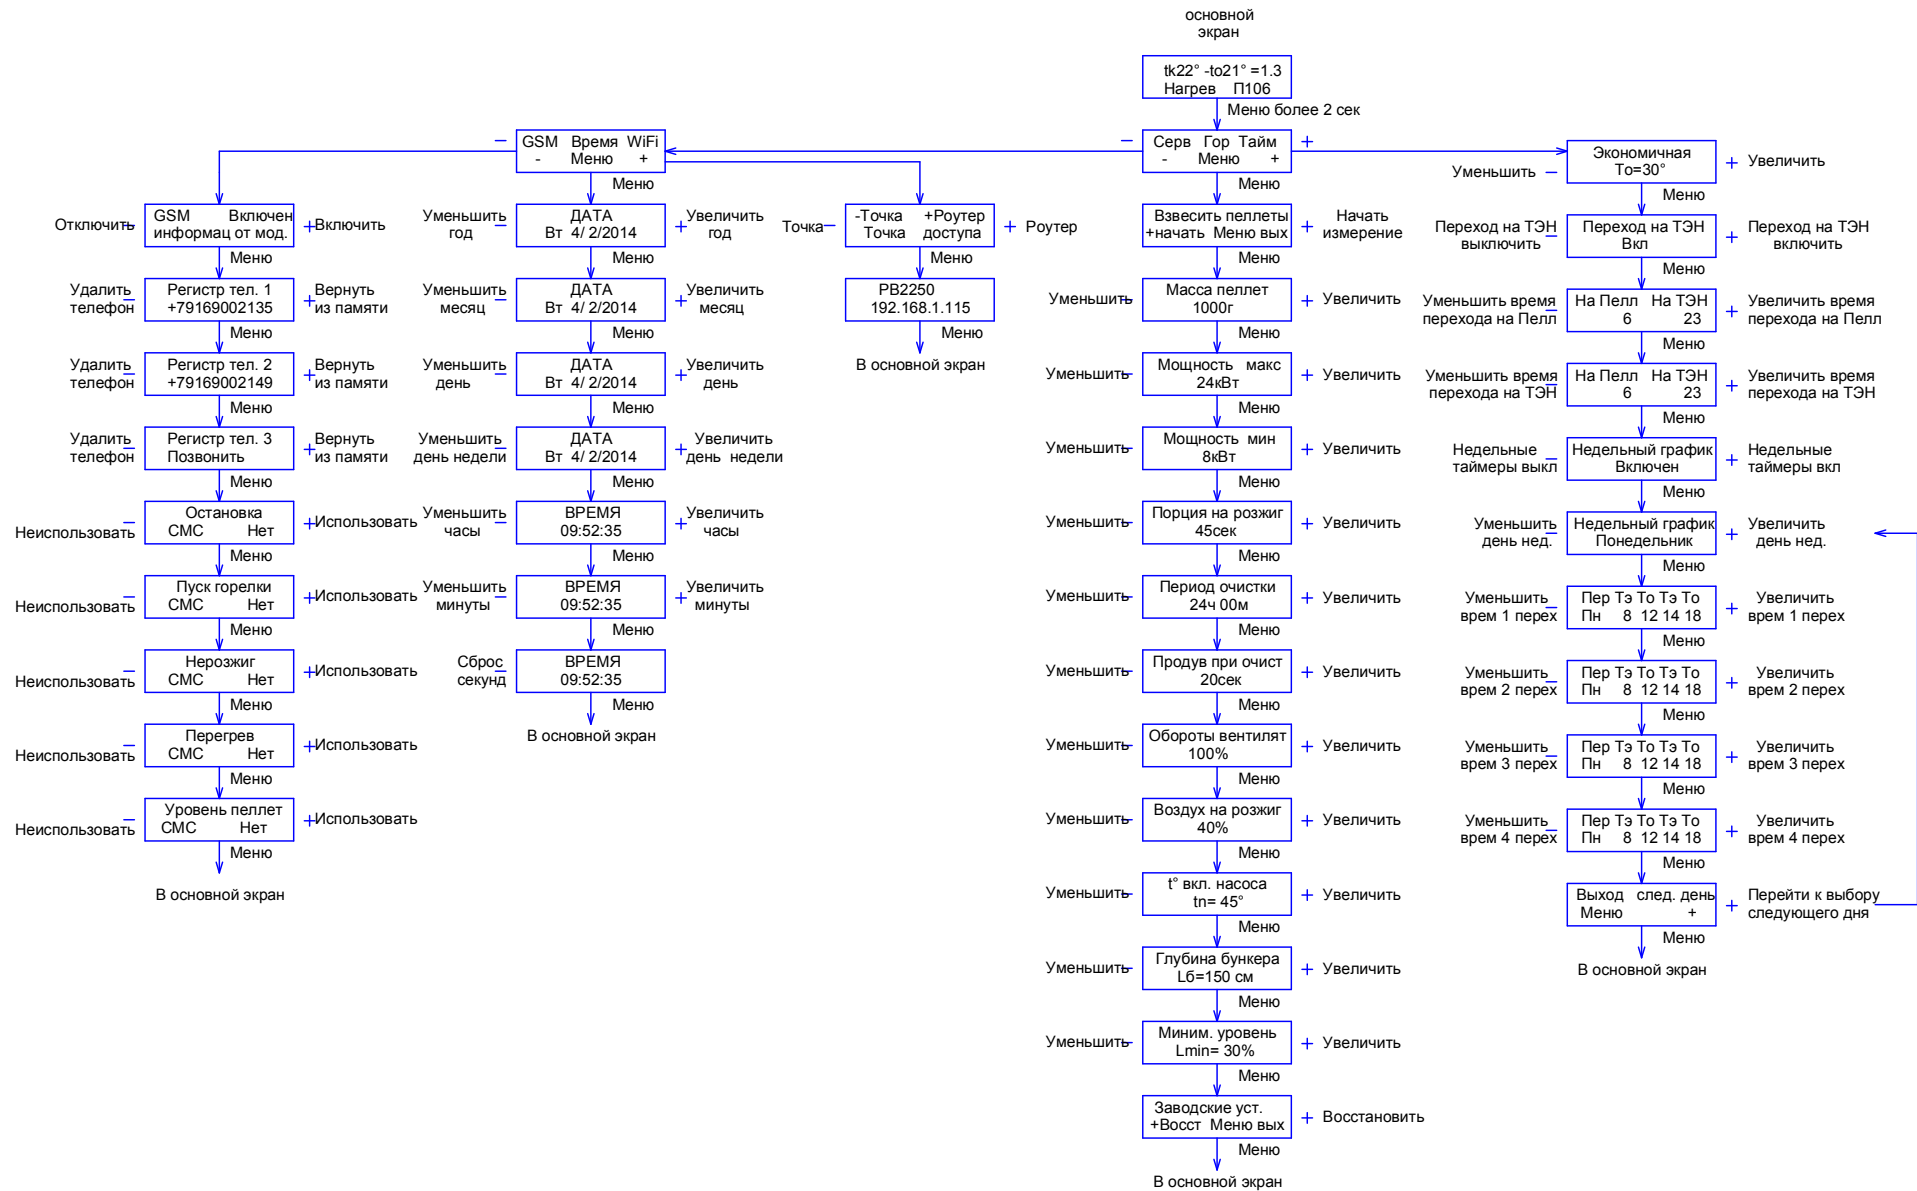 основной
экран
tk22° -to21° =1.3
Нагрев П106
Меню более 2 сек
− GSM Время WiFi
- Меню +
− Серв Гор Тайм +
- Меню +
Меню
Меню
Отключить −
GSM Включен
информац от мод.
+ Включить
Меню
Удалить
телефон −
Регистр тел. 1
+79169002135
+ Вернуть
из памяти
Меню
Удалить
телефон −
Регистр тел. 2
+79169002149
+ Вернуть
из памяти
Меню
Удалить
телефон −
Регистр тел. 3
Позвонить
+ Вернуть
из памяти
Меню
Неиспользовать −
Остановка
СМС Нет
+ Использовать
Меню
Неиспользовать −
Пуск горелки
СМС Нет
+ Использовать
Меню
Неиспользовать −
Нерозжиг
СМС Нет
+ Использовать
Меню
Неиспользовать −
Перегрев
СМС Нет
+ Использовать
Меню
Неиспользовать −
Уровень пеллет
СМС Нет
+ Использовать
Меню
В основной экран
Уменьшить
год −
ДАТА
Вт 4/ 2/2014
+ Увеличить
год
Меню
Уменьшить
месяц −
ДАТА
Вт 4/ 2/2014
+ Увеличить
месяц
Меню
Уменьшить
день −
ДАТА
Вт 4/ 2/2014
+ Увеличить
день
Меню
Уменьшить
день недели −
ДАТА
Вт 4/ 2/2014
+ Увеличить
день недели
Меню
Уменьшить
часы −
ВРЕМЯ
09:52:35
+ Увеличить
часы
Меню
Уменьшить
минуты −
ВРЕМЯ
09:52:35
+ Увеличить
минуты
Меню
Сброс
секунд −
ВРЕМЯ
09:52:35
Меню
В основной экран
Точка −
-Точка +Роутер
Точка доступа
+ Роутер
Меню
РВ2250
192.168.1.115
Меню
В основной экран
Взвесить пеллеты
+начать Меню вых
+ Начать
измерение
Меню
Уменьшить −
Масса пеллет
1000г
+ Увеличить
Меню
Уменьшить −
Мощность макс
24кВт
+ Увеличить
Меню
Уменьшить −
Мощность мин
8кВт
+ Увеличить
Меню
Уменьшить −
Порция на розжиг
45сек
+ Увеличить
Меню
Уменьшить −
Период очистки
24ч 00м
+ Увеличить
Меню
Уменьшить −
Продув при очист
20сек
+ Увеличить
Меню
Уменьшить −
Обороты вентилят
100%
+ Увеличить
Меню
Уменьшить −
Воздух на розжиг
40%
+ Увеличить
Меню
Уменьшить −
t° вкл. насоса
tn= 45°
+ Увеличить
Меню
Уменьшить −
Глубина бункера
Lб=150 см
+ Увеличить
Меню
Уменьшить −
Миним. уровень
Lmin= 30%
+ Увеличить
Меню
Заводские уст.
+Восст Меню вых
+ Восстановить
Меню
В основной экран
Уменьшить −
Экономичная
То=30°
+ Увеличить
Меню
Переход на ТЭН
выключить −
Переход на ТЭН
Вкл
+ Переход на ТЭН
включить
Меню
Уменьшить время
перехода на Пелл −
На Пелл На ТЭН
6 23
+ Увеличить время
перехода на Пелл
Меню
Уменьшить время
перехода на ТЭН −
На Пелл На ТЭН
6 23
+ Увеличить время
перехода на ТЭН
Меню
Недельные
таймеры выкл −
Недельный график
Включен
+ Недельные
таймеры вкл
Меню
Уменьшить
день нед. −
Недельный график
Понедельник
+ Увеличить
день нед.
Меню
Уменьшить
врем 1 перех −
Пер Тэ То Тэ То
Пн 8 12 14 18
+ Увеличить
врем 1 перех
Меню
Уменьшить
врем 2 перех −
Пер Тэ То Тэ То
Пн 8 12 14 18
+ Увеличить
врем 2 перех
Меню
Уменьшить
врем 3 перех −
Пер Тэ То Тэ То
Пн 8 12 14 18
+ Увеличить
врем 3 перех
Меню
Уменьшить
врем 4 перех −
Пер Тэ То Тэ То
Пн 8 12 14 18
+ Увеличить
врем 4 перех
Меню
Выход след. день
Меню +
+ Перейти к выбору
следующего дня
Меню
В основной экран